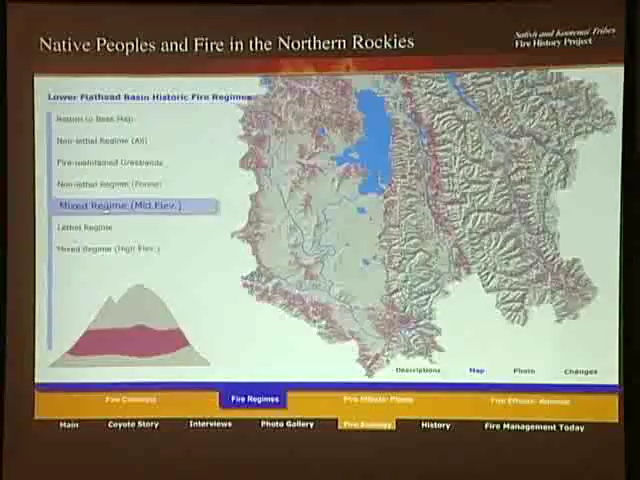 Native Peoples and Fire in the Northern Rockies
Salish and Kootenai Tribes
Fire History Project
Lower Flathead Basin Historic Fire Regimes
Return to Base Map
Non-lethal Regime (All)
Fire-maintained Grasslands
Non-lethal Regime (Forest)
Mixed Regime (Mid Elev.)
Lethal Regime
Mixed Regime (High Elev.)
Descriptions Map Photo Changes
Fire Regimes Fire Effects: Plants Fire Effects: Animals
Main Coyote Story Interviews Photo Gallery Fire Ecology History Fire Management Today